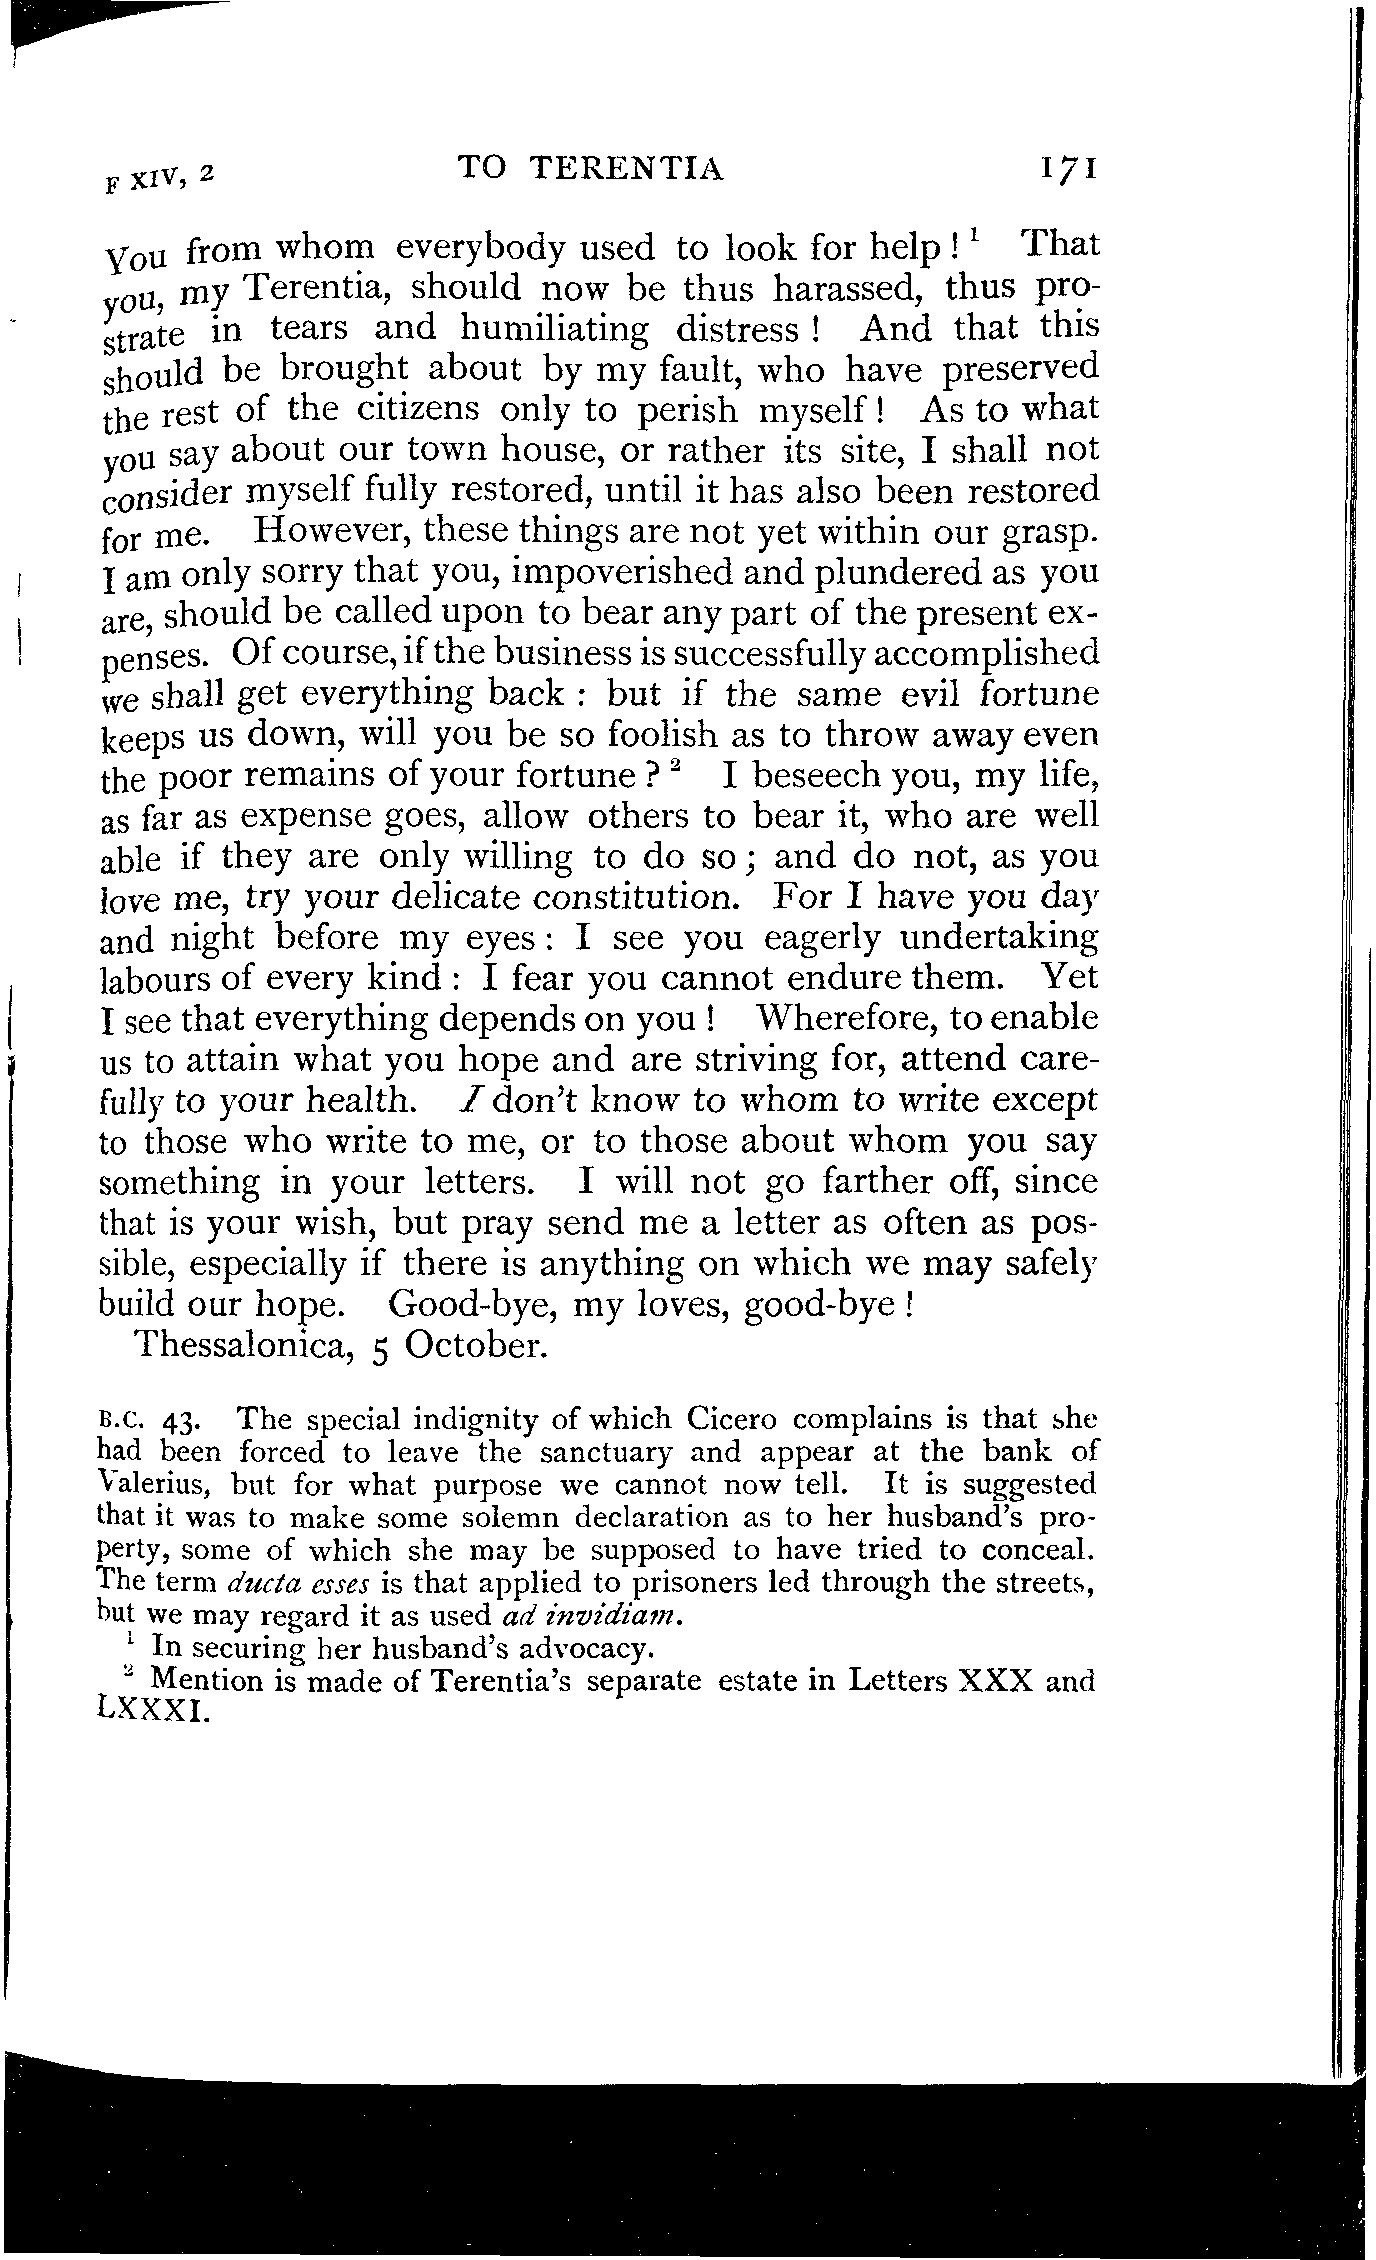 F XIV, 2 TO TERENTIA 171
You from whom everybody used to look for help ! ¹ That
you, my Terentia, should now be thus harassed, thus pro-
strate in tears and humiliating distress ! And that this
should be brought about by my fault, who have preserved
the rest of the citizens only to perish myself ! As to what
you say about our town house, or rather its site, I shall not
consider myself fully restored, until it has also been restored
for me. However, these things are not yet within our grasp.
I am only sorry that you, impoverished and plundered as you
are, should be called upon to bear any part of the present ex-
penses. Of course, if the business is successfully accomplished
we shall get everything back : but if the same evil fortune
keeps us down, will you be so foolish as to throw away even
the poor remains of your fortune ? ² I beseech you, my life,
as far as expense goes, allow others to bear it, who are well
able if they are only willing to do so ; and do not, as you
love me, try your delicate constitution. For I have you day
and night before my eyes : I see you eagerly undertaking
labours of every kind : I fear you cannot endure them. Yet
I see that everything depends on you ! Wherefore, to enable
us to attain what you hope and are striving for, attend care-
fully to your health. I don't know to whom to write except
to those who write to me, or to those about whom you say
something in your letters. I will not go farther off, since
that is your wish, but pray send me a letter as often as pos-
sible, especially if there is anything on which we may safely
build our hope. Good-bye, my loves, good-bye !
Thessalonica, 5 October.
B.C. 43. The special indignity of which Cicero complains is that she
had been forced to leave the sanctuary and appear at the bank of
Valerius, but for what purpose we cannot now tell. It is suggested
that it was to make some solemn declaration as to her husband's pro-
perty, some of which she may be supposed to have tried to conceal.
The term ducta esses is that applied to prisoners led through the streets,
but we may regard it as used ad invidiam.
¹ In securing her husband's advocacy.
² Mention is made of Terentia's separate estate in Letters XXX and
LXXXI.